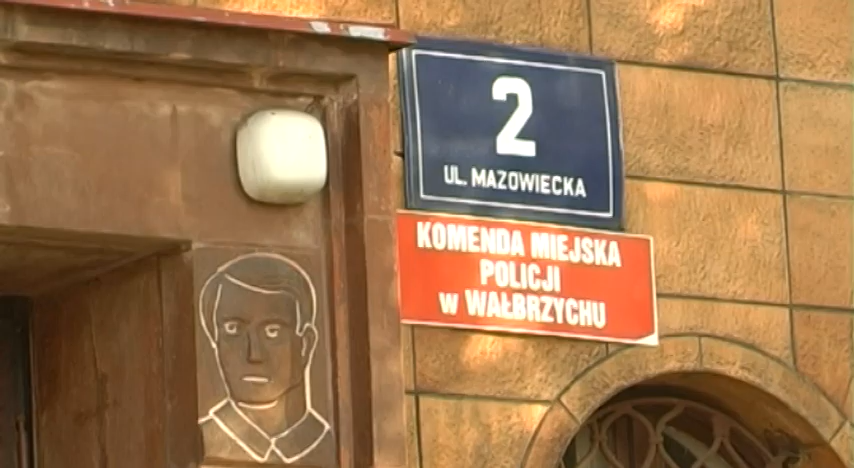 2
UL. MAZOWIECKA
KOMENDA MIEJSKA
POLICJI
w WAŁBRZYCHU